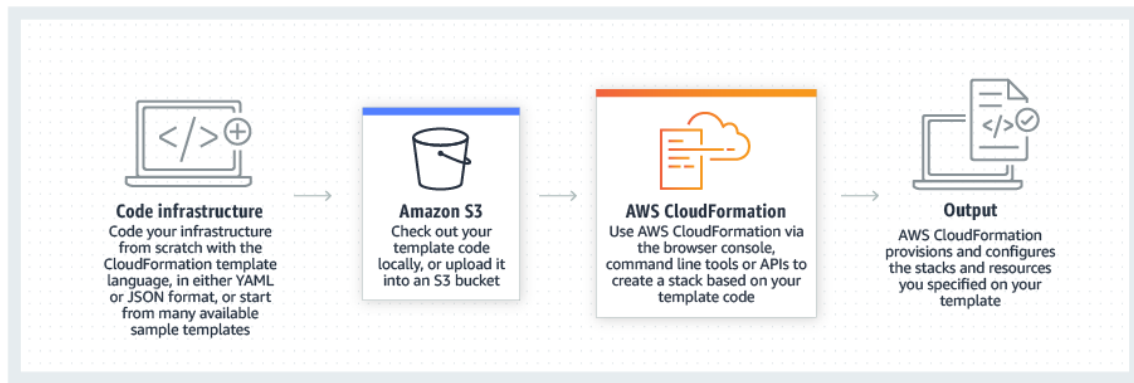 </>
Code infrastructure
Code your infrastructure
from scratch with the
CloudFormation template
language, in either YAML
or JSON format, or start
from many available
sample templates
Amazon S3
Check out your
template code
locally, or upload it
into an S3 bucket
AWS CloudFormation
Use AWS CloudFormation via
the browser console,
command line tools or APIs to
create a stack based on your
template code
</>
Output
AWS CloudFormation
provisions and configures
the stacks and resources
you specified on your
template